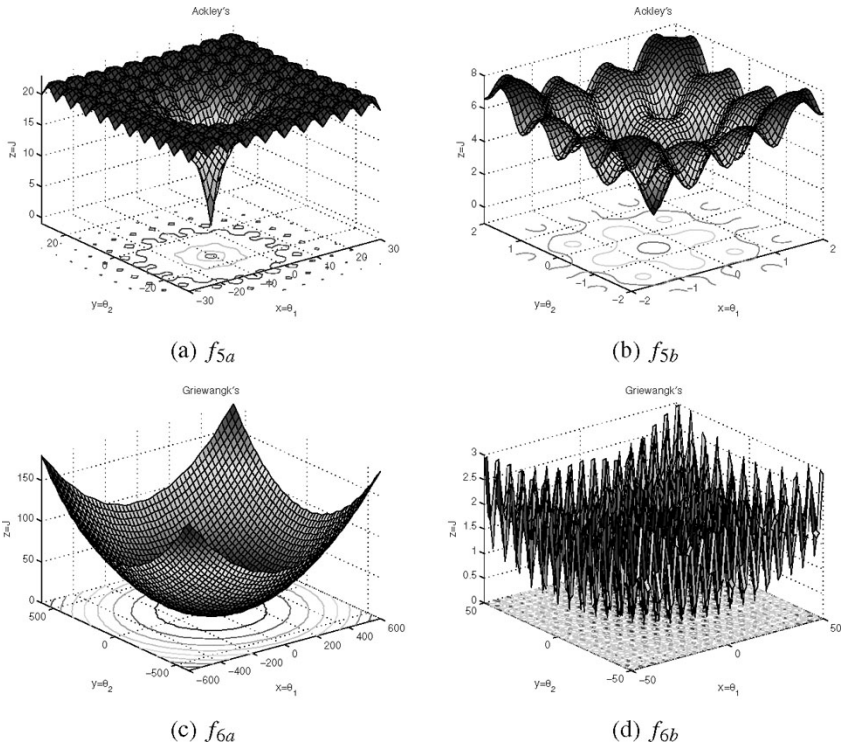 Ackley's
20
15
10
5
0
z=J
20
0
−20
y=θ2
−30
−20
−10
0
10
20
30
x=θ1
(a) f5a
Ackley's
8
6
4
2
0
z=J
2
1
0
−1
−2
y=θ2
−2
−1
0
1
2
x=θ1
(b) f5b
Griewangk's
150
100
50
0
z=J
500
0
−500
y=θ2
−600
−400
−200
0
200
400
600
x=θ1
(c) f6a
Griewangk's
3
2.5
2
1.5
1
0.5
0
z=J
50
0
−50
y=θ2
−50
0
50
x=θ1
(d) f6b